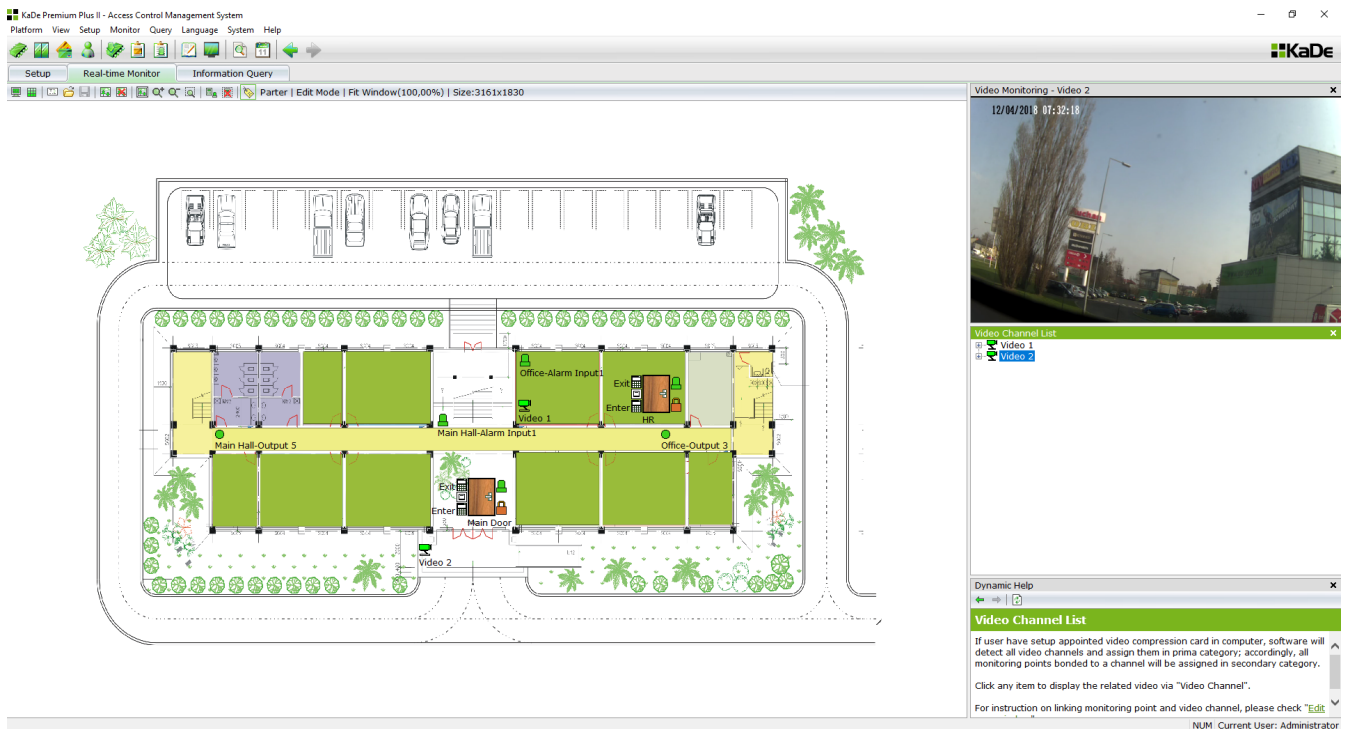 KaDe Premium Plus II - Access Control Management System
Platform View Setup Monitor Query Language System Help
KaDe
Setup Real-time Monitor Information Query
Parter | Edit Mode | Fit Window(100,00%) | Size:3161x1830
Video Monitoring - Video 2
12/04/2018 07:32:18
Video Channel List
Video 1
Video 2
Office-Alarm Input1
Exit
Enter
HR
Video 1
Main Hall-Alarm Input1
Main Hall-Output 5
Office-Output 3
Exit
Enter
Main Door
Video 2
Dynamic Help
Video Channel List
If user have setup appointed video compression card in computer, software will
detect all video channels and assign them in prima category; accordingly, all
monitoring points bonded to a channel will be assigned in secondary category.
Click any item to display the related video via "Video Channel".
For instruction on linking monitoring point and video channel, please check "Edit
NUM Current User: Administrator